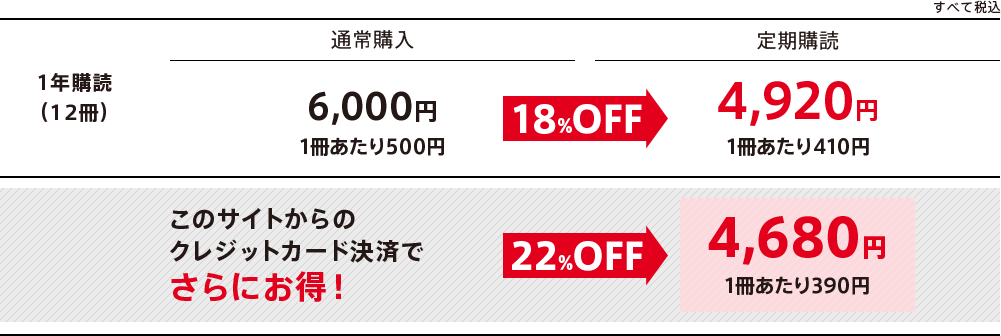 すべて税込
通常購入
定期購読
1年購読
(12冊)
6,000円
18%OFF
4,920円
1冊あたり500円
1冊あたり410円
このサイトからの
クレジットカード決済で
さらにお得！
22%OFF
4,680円
1冊あたり390円